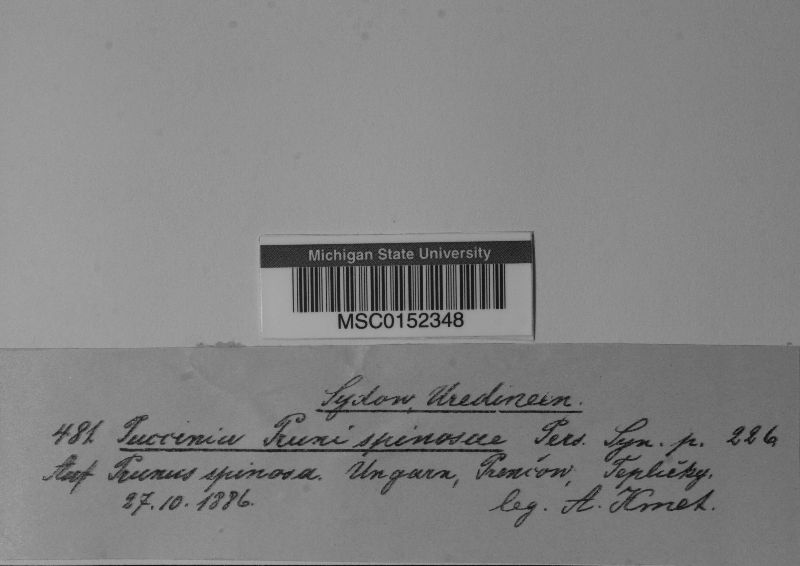 Michigan State University
MSC0152348
Sydow, Uredineen.
481. Puccinia Pruni spinosae Pers. Syn. p. 226
Auf Prunus spinosa. Ungarn, Prenčow, Tepličky.
27.10.1886. leg. A. Kmet.